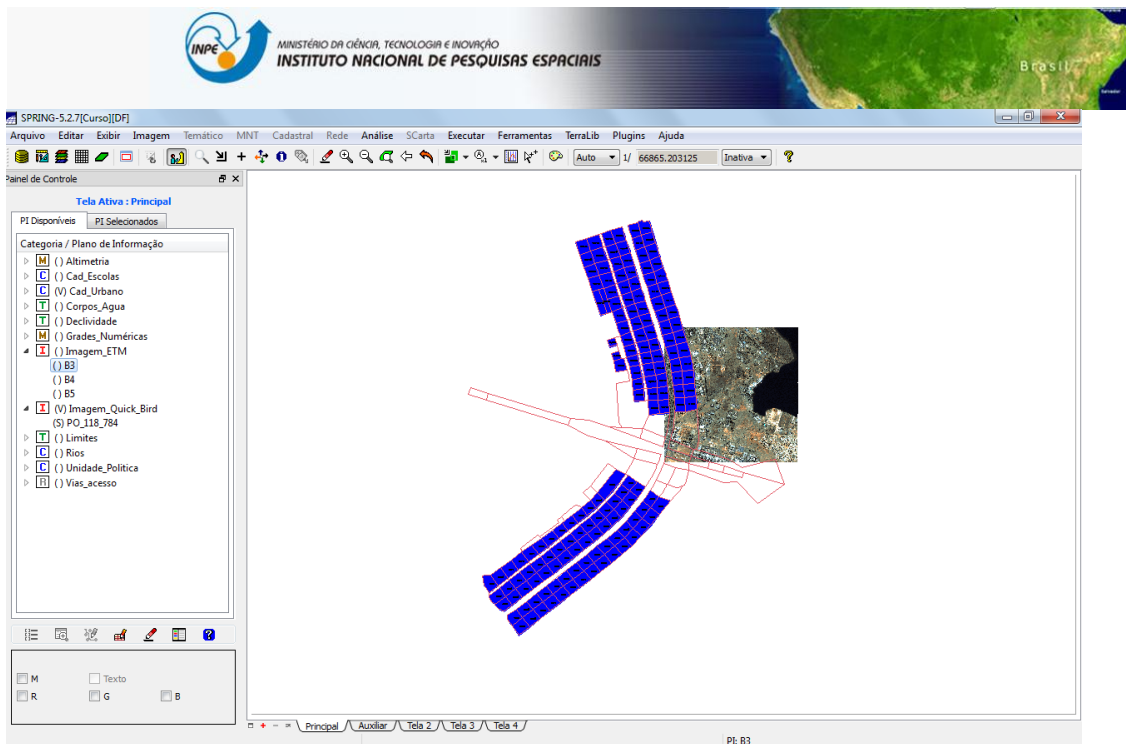 INPE
MINISTÉRIO DA CIÊNCIA, TECNOLOGIA E INOVAÇÃO
INSTITUTO NACIONAL DE PESQUISAS ESPACIAIS
Brasil
SPRING-5.2.7[Curso][DF]
Arquivo Editar Exibir Imagem Temático MNT Cadastral Rede Análise SCarta Executar Ferramentas TerraLib Plugins Ajuda
Auto 1/ 66865.203125 Inativa
Painel de Controle
Tela Ativa : Principal
PI Disponíveis PI Selecionados
Categoria / Plano de Informação
M () Altimetria
C () Cad_Escolas
C (V) Cad_Urbano
T () Corpos_Agua
T () Declividade
M () Grades_Numéricas
I () Imagem_ETM
() B3
() B4
() B5
I (V) Imagem_Quick_Bird
(S) PO_118_784
T () Limites
C () Rios
C () Unidade_Politica
R () Vias_acesso
M Texto
R G B
Principal Auxiliar Tela 2 Tela 3 Tela 4
PI: B3